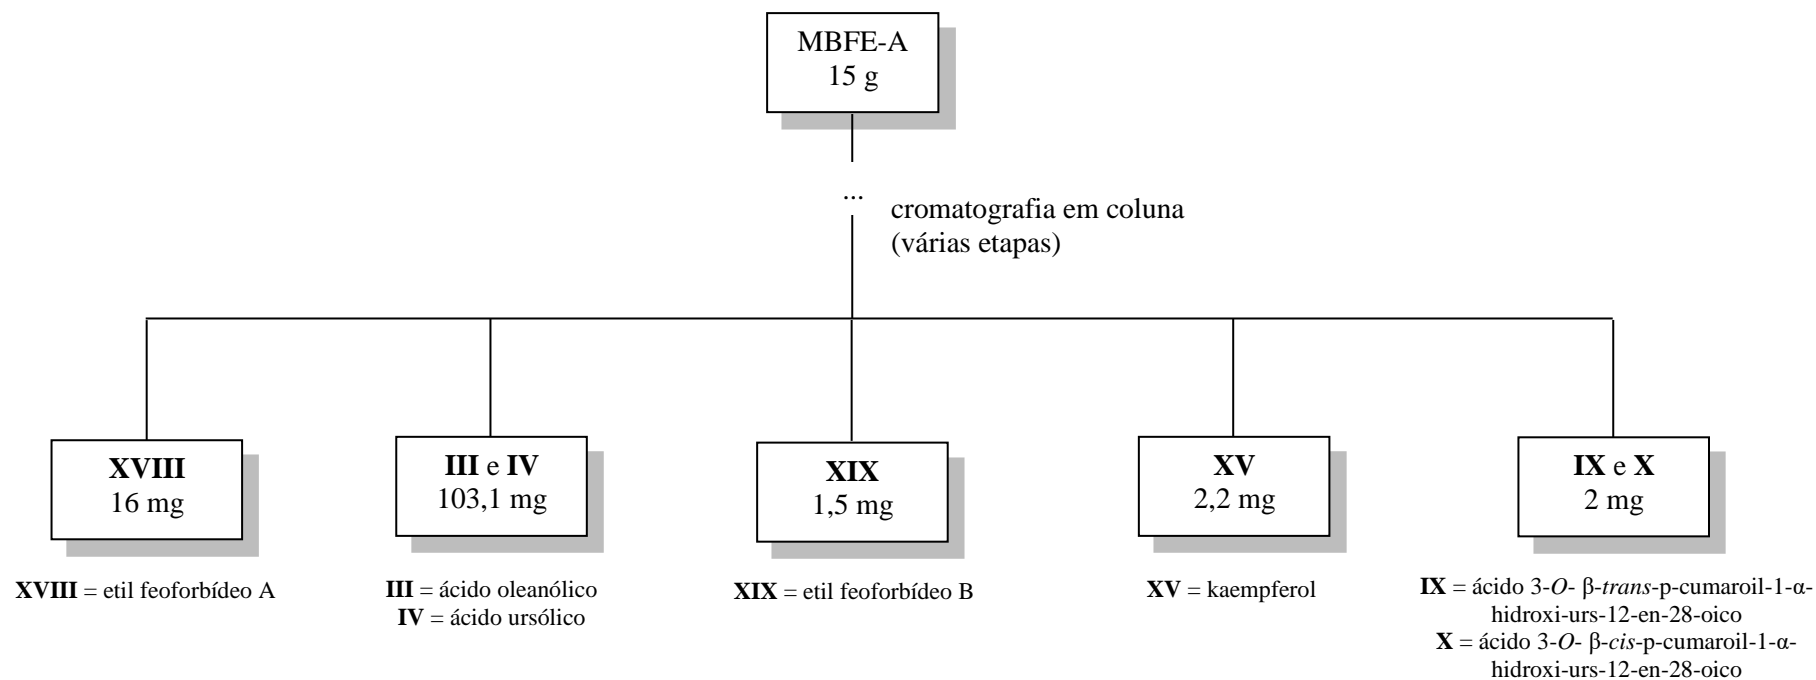 MBFE-A
15 g
...
cromatografia em coluna
(várias etapas)
XVIII
16 mg
III e IV
103,1 mg
XIX
1,5 mg
XV
2,2 mg
IX e X
2 mg
XVIII = etil feoforbídeo A
III = ácido oleanólico
IV = ácido ursólico
XIX = etil feoforbídeo B
XV = kaempferol
IX = ácido 3-O- β-trans-p-cumaroil-1-α-
hidroxi-urs-12-en-28-oico
X = ácido 3-O- β-cis-p-cumaroil-1-α-
hidroxi-urs-12-en-28-oico